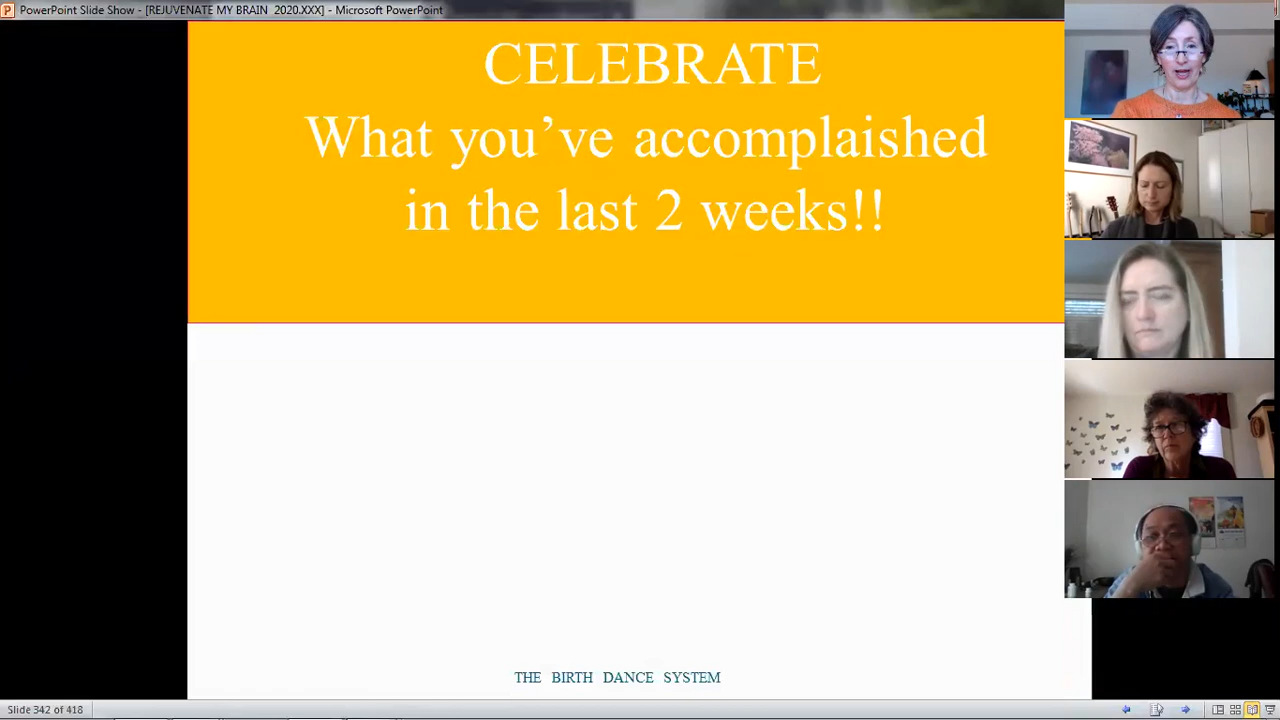 PowerPoint Slide Show - [REJUVENATE MY BRAIN 2020.XXX] - Microsoft PowerPoint
CELEBRATE
What you’ve accomplaished
in the last 2 weeks!!
THE BIRTH DANCE SYSTEM
Slide 342 of 418